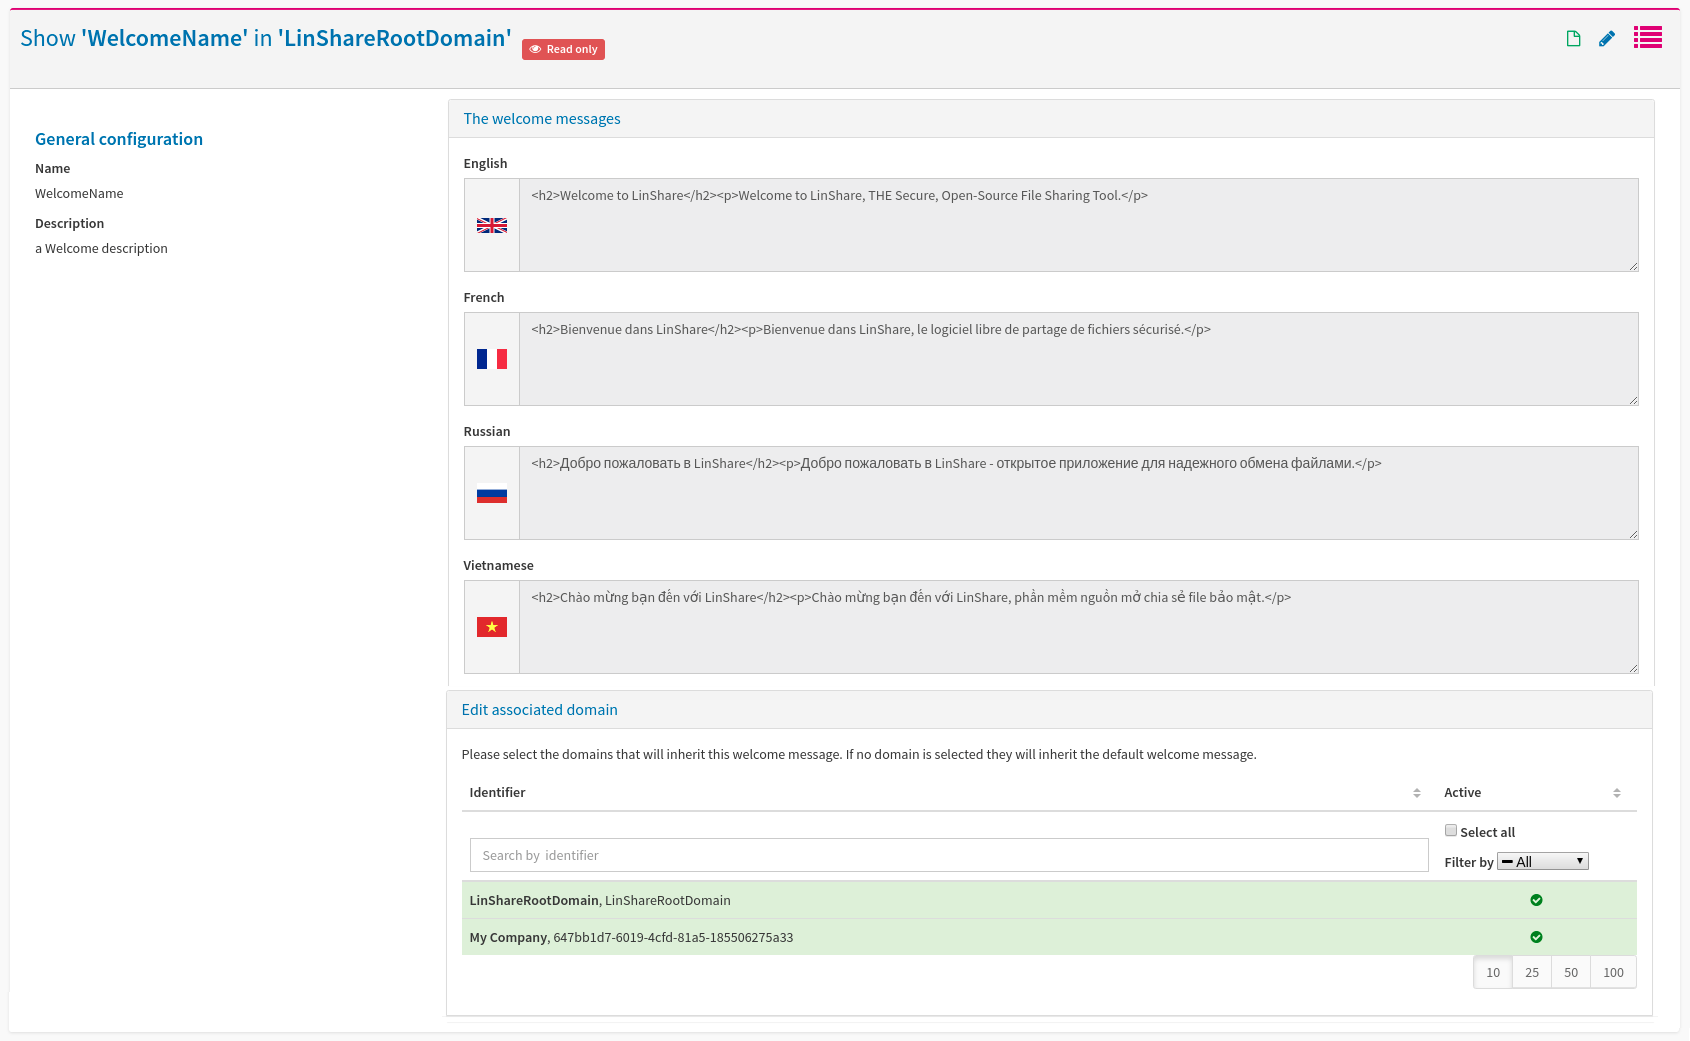 Show 'WelcomeName' in 'LinShareRootDomain' Read only
General configuration
Name
WelcomeName
Description
a Welcome description
The welcome messages
English
<h2>Welcome to LinShare</h2><p>Welcome to LinShare, THE Secure, Open-Source File Sharing Tool.</p>
French
<h2>Bienvenue dans LinShare</h2><p>Bienvenue dans LinShare, le logiciel libre de partage de fichiers sécurisé.</p>
Russian
<h2>Добро пожаловать в LinShare</h2><p>Добро пожаловать в LinShare - открытое приложение для надежного обмена файлами.</p>
Vietnamese
<h2>Chào mừng bạn đến với LinShare</h2><p>Chào mừng bạn đến với LinShare, phần mềm nguồn mở chia sẻ file bảo mật.</p>
Edit associated domain
Please select the domains that will inherit this welcome message. If no domain is selected they will inherit the default welcome message.
Identifier Active
Select all
Search by identifier
Filter by All
LinShareRootDomain, LinShareRootDomain
My Company, 647bb1d7-6019-4cfd-81a5-185506275a33
10 25 50 100